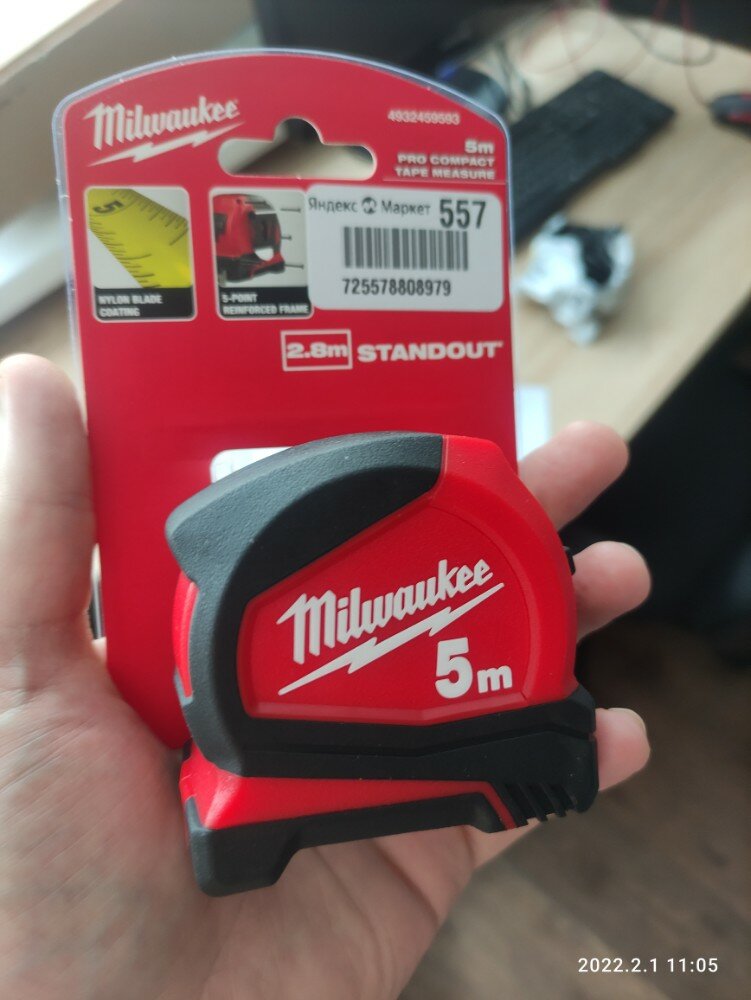 Milwaukee
4932459593
5m
PRO COMPACT
TAPE MEASURE
5
NYLON BLADE
COATING
5-POINT
REINFORCED FRAME
Яндекс Маркет 557
725578808979
2.8m STANDOUT
Milwaukee
5m
2022.2.1 11:05